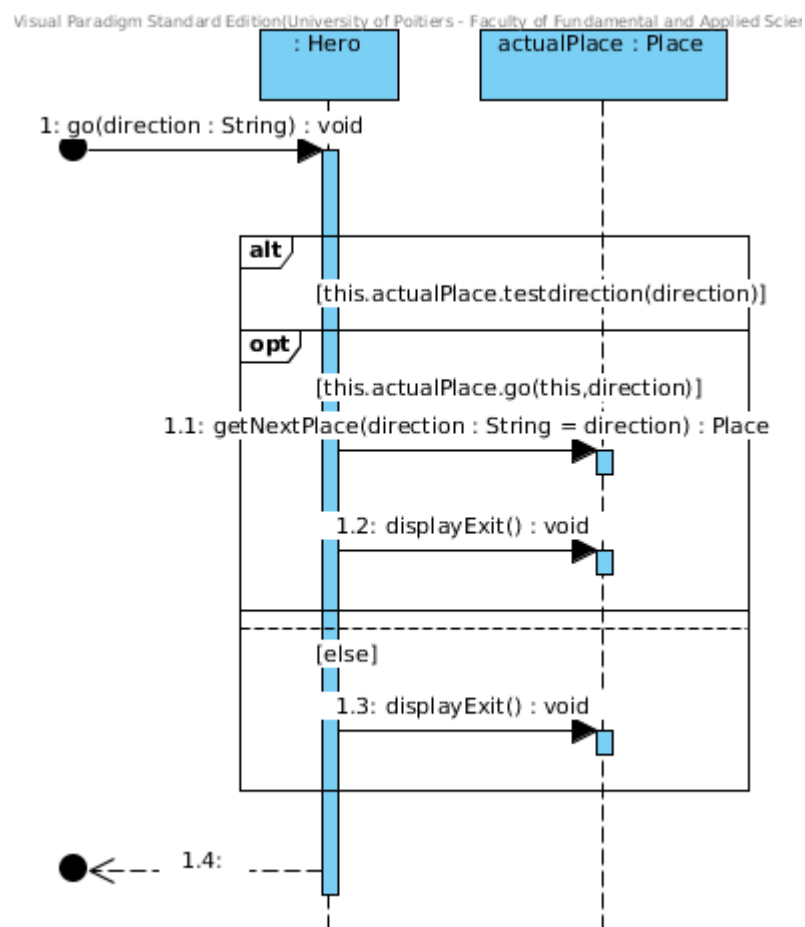 Visual Paradigm Standard Edition(University of Poitiers - Faculty of Fundamental and Applied Scien
: Hero
actualPlace : Place
1: go(direction : String) : void
alt
[this.actualPlace.testdirection(direction)]
opt
[this.actualPlace.go(this,direction)]
1.1: getNextPlace(direction : String = direction) : Place
1.2: displayExit() : void
[else]
1.3: displayExit() : void
1.4: